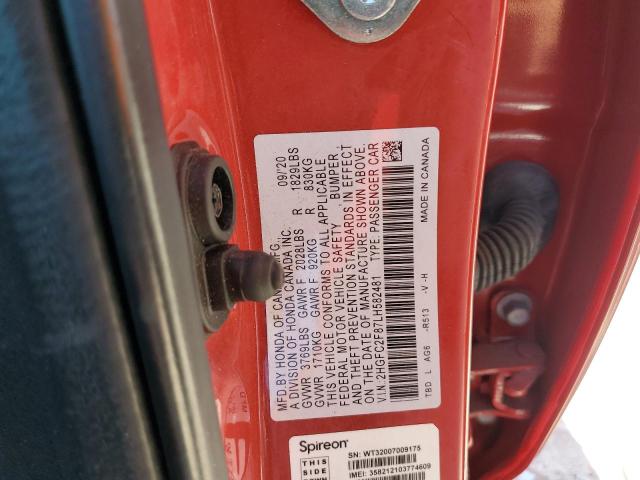 MFD.BY HONDA OF CANADA MFG., 09/'20
A DIVISION OF HONDA CANADA INC.
GVWR 3769LBS GAWR F 2028LBS R 1829LBS
GVWR 1710KG GAWR F 920KG R 830KG
THIS VEHICLE CONFORMS TO ALL APPLICABLE
FEDERAL MOTOR VEHICLE SAFETY, BUMPER,
AND THEFT PREVENTION STANDARDS IN EFFECT
ON THE DATE OF MANUFACTURE SHOWN ABOVE.
V.I.N:2HGFC2F87LH582481 TYPE:PASSENGER CAR
TBD L AG6 -R513 -V -H MADE IN CANADA
Spireon
THIS
SIDE
DOWN
SN: WT32007009175
IMEI: 358212103774609